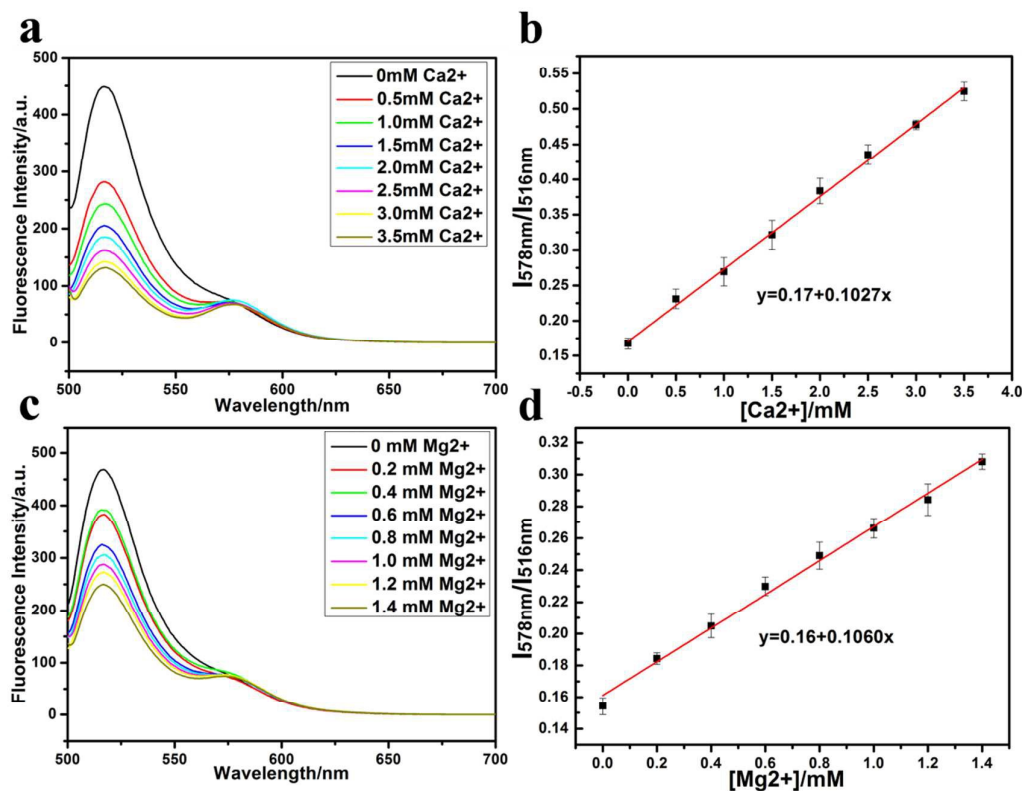 a
500
400
300
200
100
0
Fluorescence Intensity/a.u.
0mM Ca2+
0.5mM Ca2+
1.0mM Ca2+
1.5mM Ca2+
2.0mM Ca2+
2.5mM Ca2+
3.0mM Ca2+
3.5mM Ca2+
500 550 600 650 700
Wavelength/nm
b
0.55
0.50
0.45
0.40
0.35
0.30
0.25
0.20
0.15
I578nm/I516nm
y=0.17+0.1027x
-0.5 0.0 0.5 1.0 1.5 2.0 2.5 3.0 3.5 4.0
[Ca2+]/mM
c
500
400
300
200
100
0
Fluorescence Intensity/a.u.
0 mM Mg2+
0.2 mM Mg2+
0.4 mM Mg2+
0.6 mM Mg2+
0.8 mM Mg2+
1.0 mM Mg2+
1.2 mM Mg2+
1.4 mM Mg2+
500 550 600 650 700
Wavelength/nm
d
0.32
0.30
0.28
0.26
0.24
0.22
0.20
0.18
0.16
0.14
I578nm/I516nm
y=0.16+0.1060x
0.0 0.2 0.4 0.6 0.8 1.0 1.2 1.4
[Mg2+]/mM